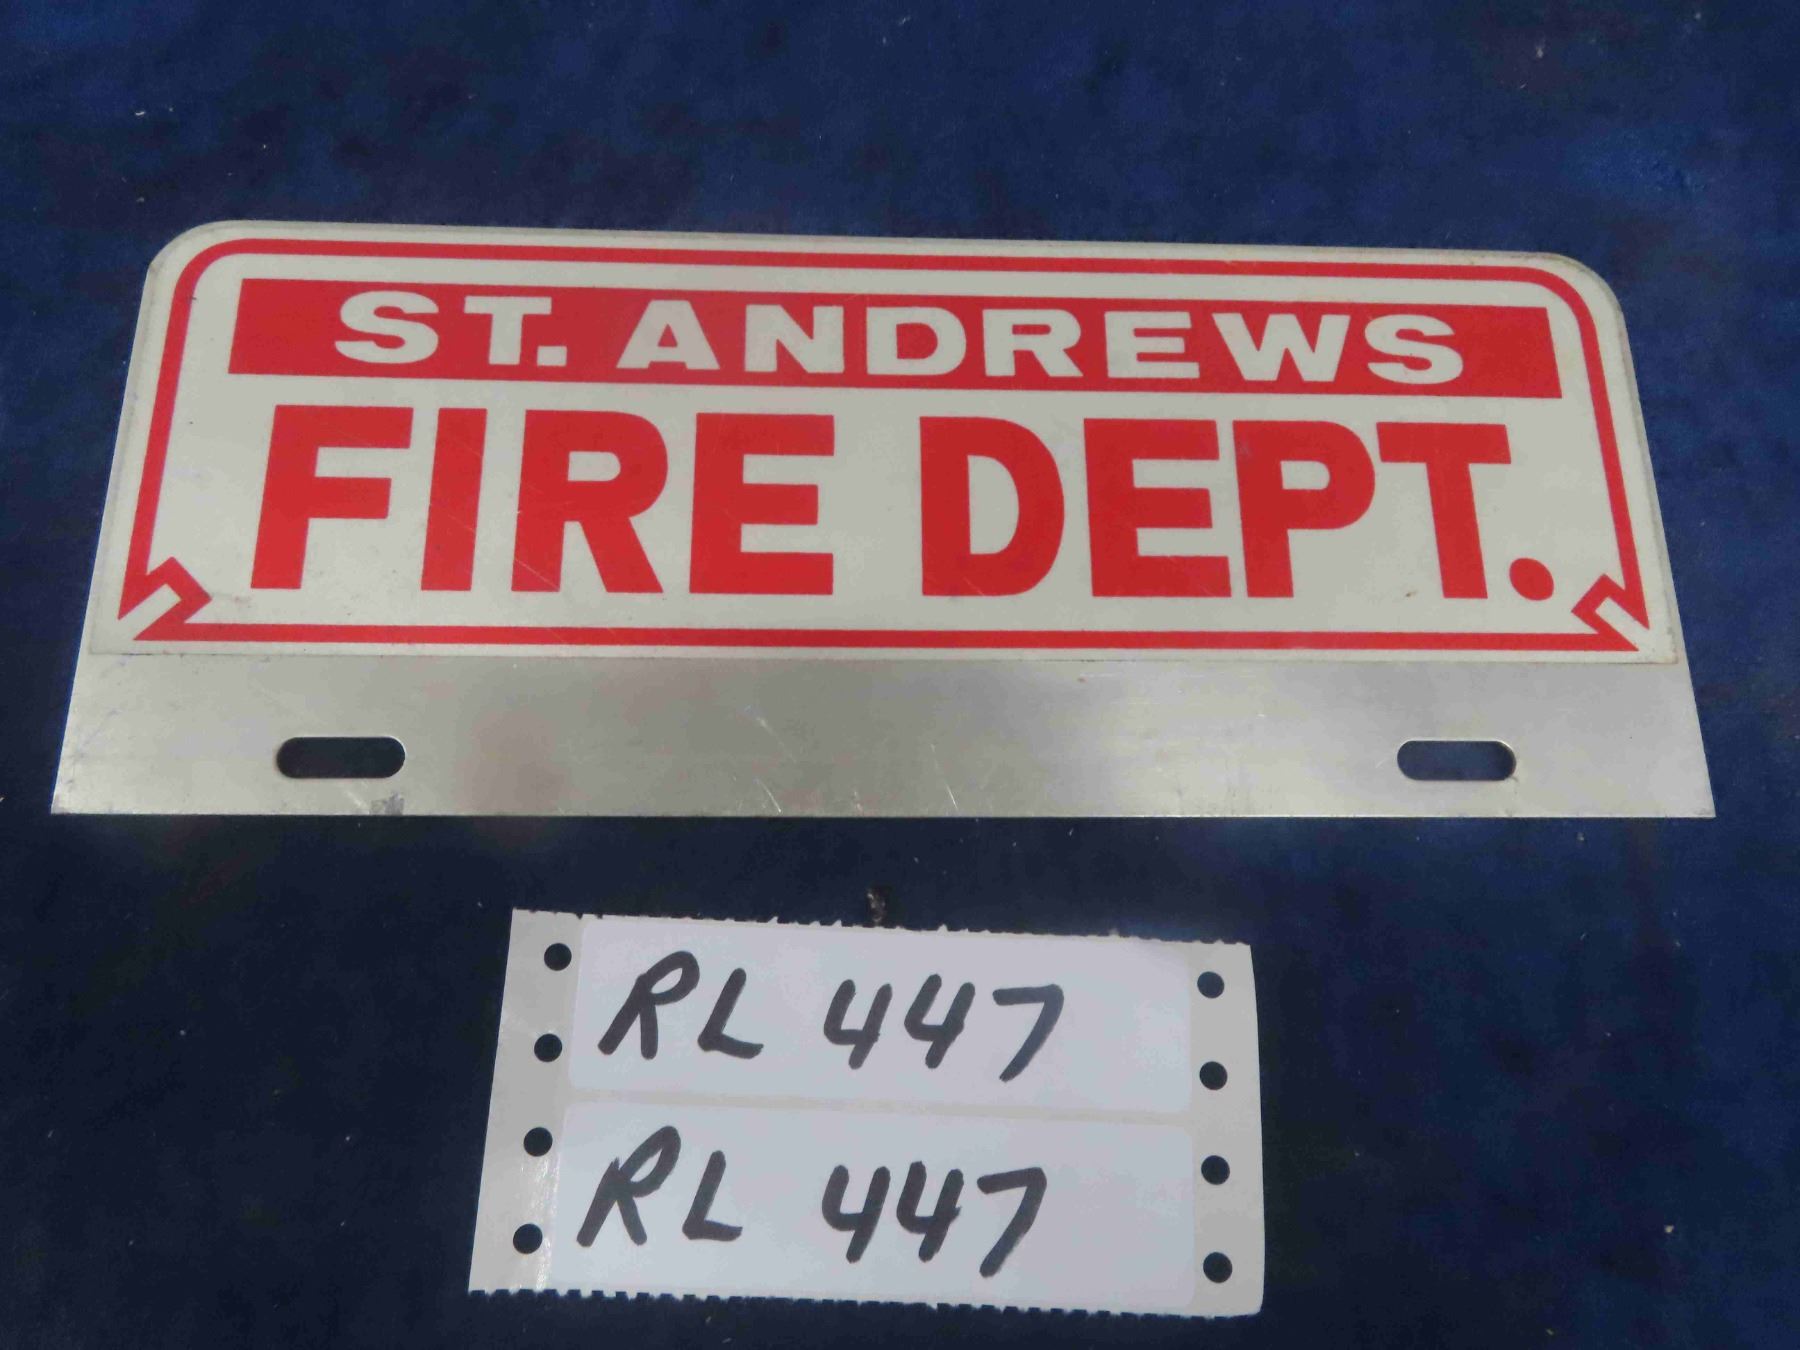 ST. ANDREWS
FIRE DEPT.
RL 447
RL 447